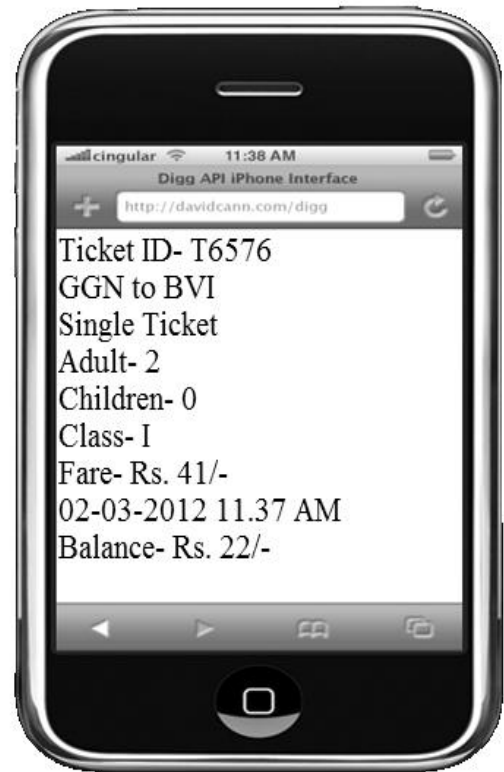 cingular 11:38 AM
Digg API iPhone Interface
http://davidcann.com/digg
Ticket ID- T6576
GGN to BVI
Single Ticket
Adult- 2
Children- 0
Class- I
Fare- Rs. 41/-
02-03-2012 11.37 AM
Balance- Rs. 22/-